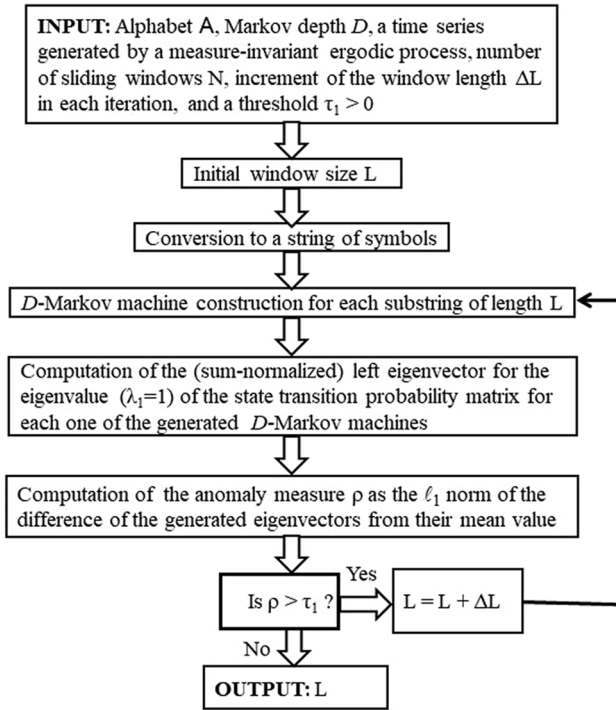 INPUT: Alphabet A, Markov depth D, a time series
generated by a measure-invariant ergodic process, number
of sliding windows N, increment of the window length ΔL
in each iteration, and a threshold τ₁ > 0
Initial window size L
Conversion to a string of symbols
D-Markov machine construction for each substring of length L
Computation of the (sum-normalized) left eigenvector for the
eigenvalue (λ₁=1) of the state transition probability matrix for
each one of the generated D-Markov machines
Computation of the anomaly measure ρ as the ℓ₁ norm of the
difference of the generated eigenvectors from their mean value
Is ρ > τ₁ ?
Yes
L = L + ΔL
No
OUTPUT: L